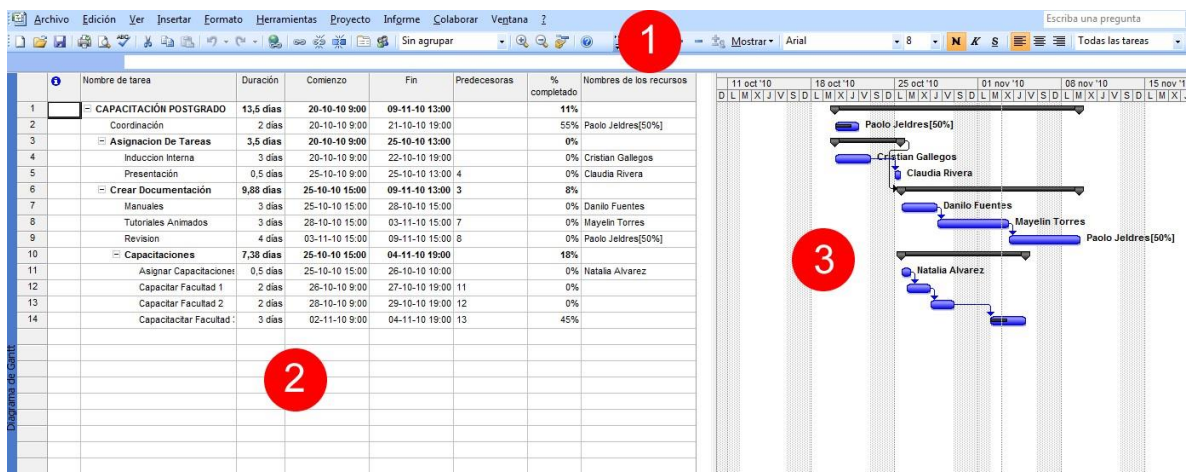 Archivo Edición Ver Insertar Formato Herramientas Proyecto Informe Colaborar Ventana ?
Escriba una pregunta
Sin agrupar
1
Mostrar
Arial
8
N K S
Todas las tareas
Nombre de tarea Duración Comienzo Fin Predecesoras % completado Nombres de los recursos
11 oct '10 18 oct '10 25 oct '10 01 nov '10 08 nov '10 15 nov '1
D L M X J V S D L M X J V S D L M X J V S D L M X J V S D L M X J V S D L M X J
1 CAPACITACIÓN POSTGRADO 13,5 días 20-10-10 9:00 09-11-10 13:00 11%
2 Coordinación 2 días 20-10-10 9:00 21-10-10 19:00 55% Paolo Jeldres[50%]
Paolo Jeldres[50%]
3 Asignacion De Tareas 3,5 días 20-10-10 9:00 25-10-10 13:00 0%
4 Induccion Interna 3 días 20-10-10 9:00 22-10-10 19:00 0% Cristian Gallegos
Cristian Gallegos
5 Presentación 0,5 días 25-10-10 9:00 25-10-10 13:00 4 0% Claudia Rivera
Claudia Rivera
6 Crear Documentación 9,88 días 25-10-10 15:00 09-11-10 13:00 3 8%
7 Manuales 3 días 25-10-10 15:00 28-10-10 15:00 0% Danilo Fuentes
Danilo Fuentes
8 Tutoriales Animados 3 días 28-10-10 15:00 03-11-10 15:00 7 0% Mayelin Torres
Mayelin Torres
9 Revision 4 días 03-11-10 15:00 09-11-10 15:00 8 0% Paolo Jeldres[50%]
Paolo Jeldres[50%]
10 Capacitaciones 7,38 días 25-10-10 15:00 04-11-10 19:00 18%
11 Asignar Capacitaciones 0,5 días 25-10-10 15:00 26-10-10 10:00 0% Natalia Alvarez
Natalia Alvarez
12 Capacitar Facultad 1 2 días 26-10-10 9:00 27-10-10 19:00 11 0%
13 Capacitar Facultad 2 2 días 28-10-10 9:00 29-10-10 19:00 12 0%
14 Capacitacitar Facultad 3 días 02-11-10 9:00 04-11-10 19:00 13 45%
3
2
Diagrama de Gantt